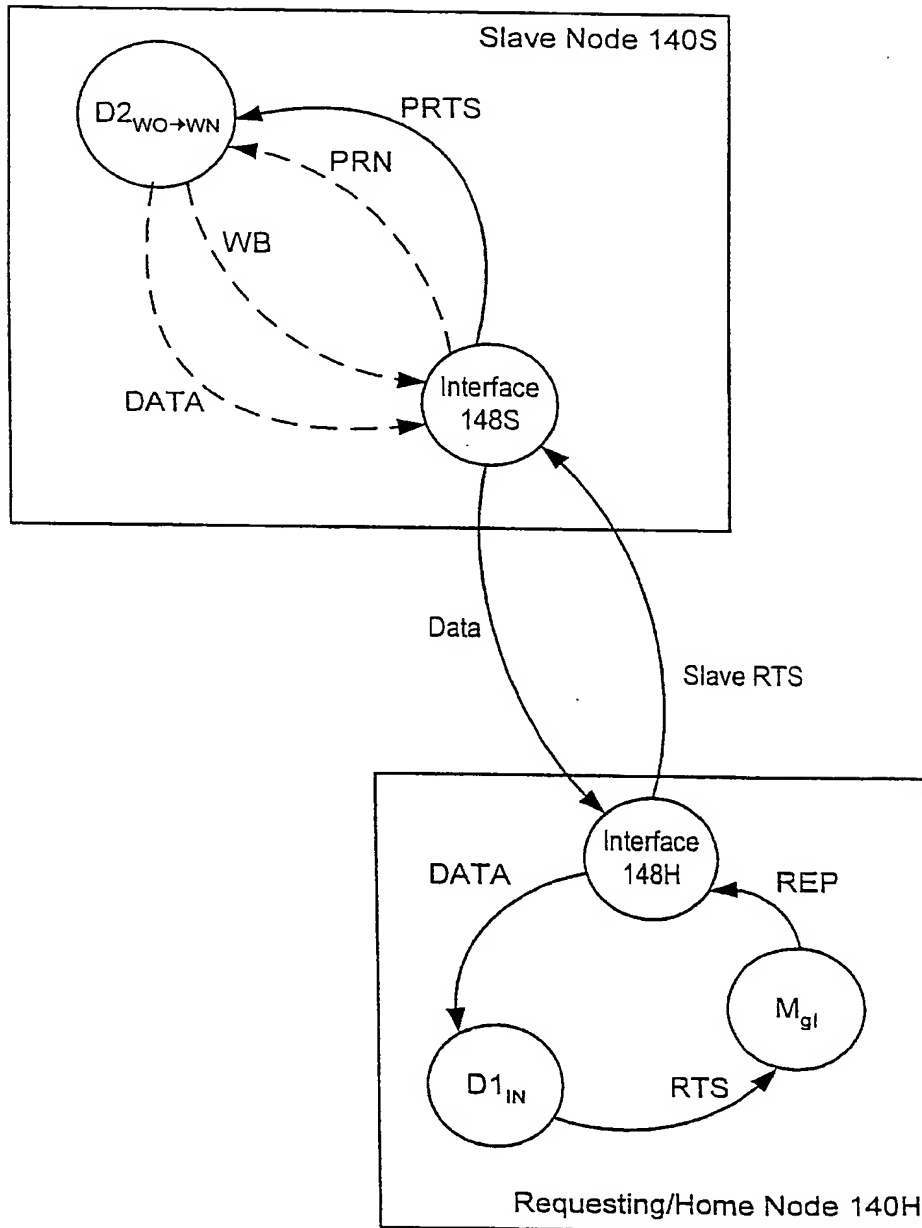 Slave Node 140S
D2WO→WN
PRTS
PRN
WB
DATA
Interface
148S
Data
Slave RTS
Interface
148H
DATA
REP
Mgl
D1IN
RTS
Requesting/Home Node 140H